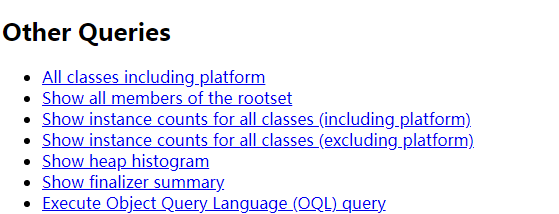 Other Queries
All classes including platform
Show all members of the rootset
Show instance counts for all classes (including platform)
Show instance counts for all classes (excluding platform)
Show heap histogram
Show finalizer summary
Execute Object Query Language (OQL) query